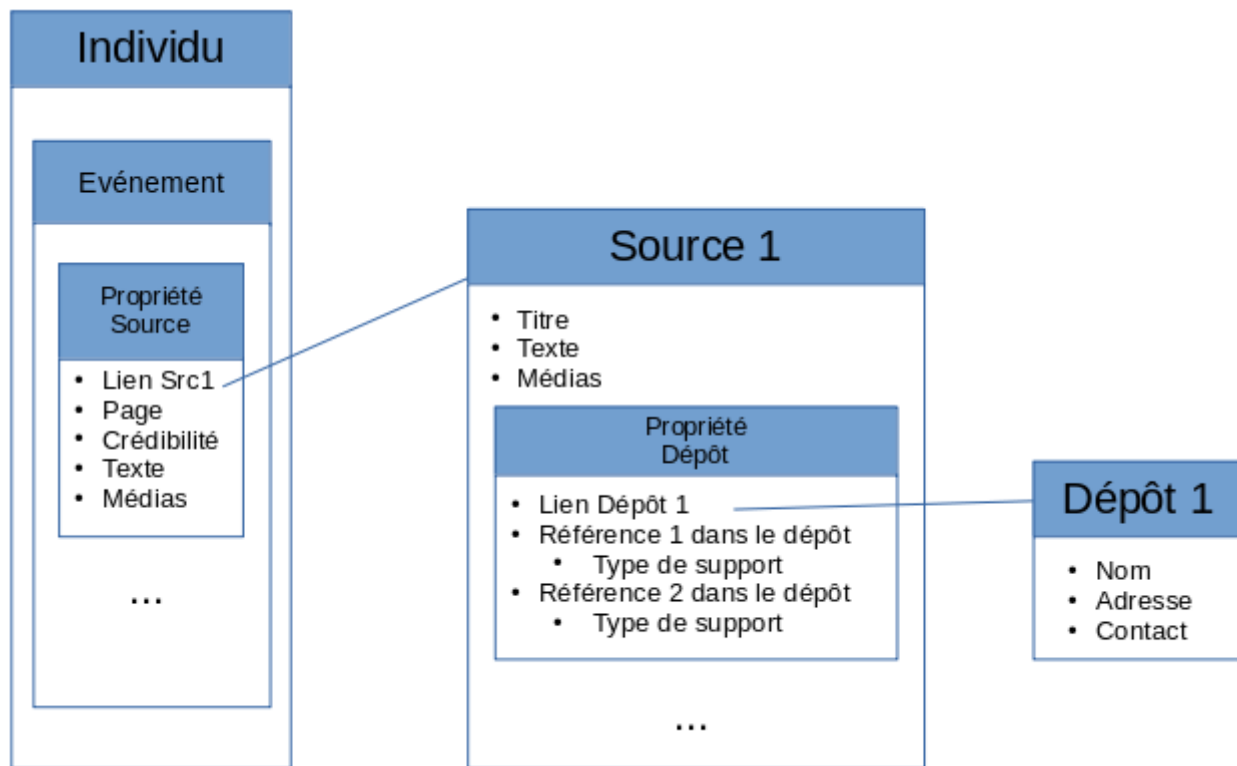 Individu
Evénement
Propriété
Source
• Lien Src1
• Page
• Crédibilité
• Texte
• Médias
...
Source 1
• Titre
• Texte
• Médias
Propriété
Dépôt
• Lien Dépôt 1
• Référence 1 dans le dépôt
• Type de support
• Référence 2 dans le dépôt
• Type de support
...
Dépôt 1
• Nom
• Adresse
• Contact